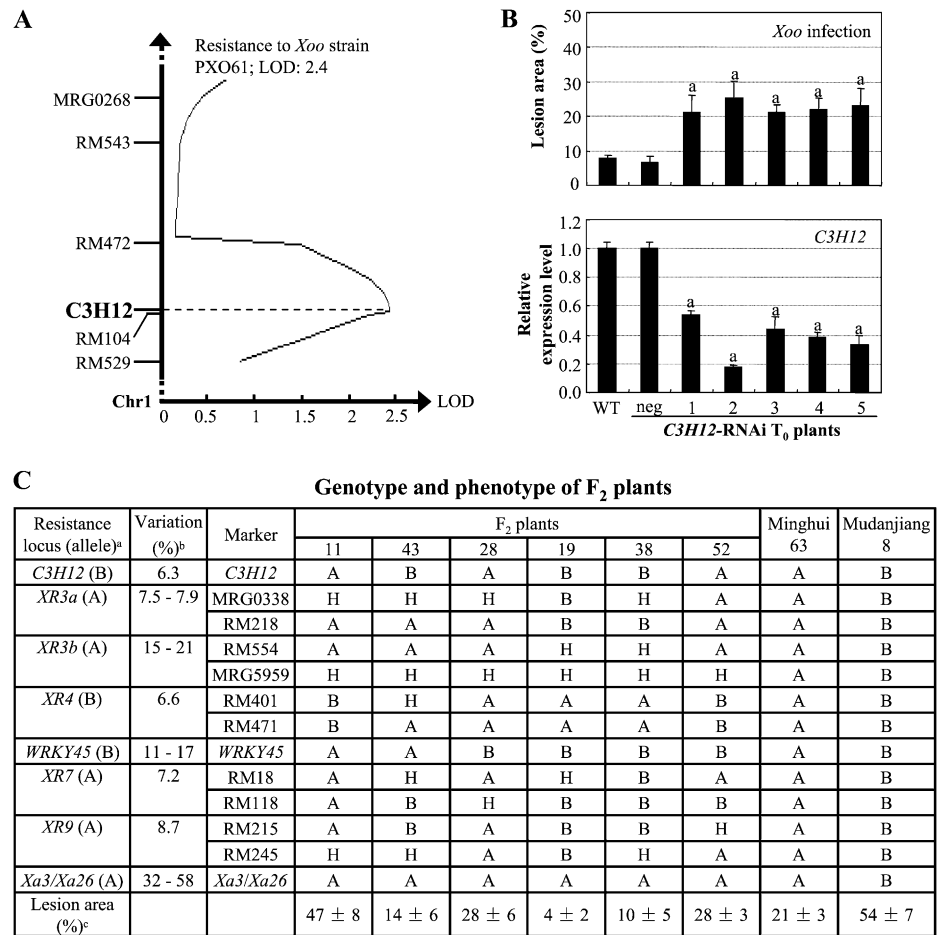 A
Resistance to Xoo strain
PXO61; LOD: 2.4
MRG0268
RM543
RM472
C3H12
RM104
RM529
Chr1
0 0.5 1 1.5 2 2.5 LOD
B
Xoo infection
Lesion area (%)
50
40
30
20
10
0
a a a a a
C3H12
Relative
expression level
1.2
1.0
0.8
0.6
0.4
0.2
0.0
a a a a a
WT neg 1 2 3 4 5
C3H12-RNAi T0 plants
C
Genotype and phenotype of F2 plants
Resistance locus (allele)a Variation (%)b Marker F2 plants Minghui 63 Mudanjiang 8
11 43 28 19 38 52
C3H12 (B) 6.3 C3H12 A B A B B A A B
XR3a (A) 7.5 - 7.9 MRG0338 H H H B H A A B
RM218 A A A B B A A B
XR3b (A) 15 - 21 RM554 A A A H H A A B
MRG5959 H H H H H H A B
XR4 (B) 6.6 RM401 B H A A A B A B
RM471 B A A A A B A B
WRKY45 (B) 11 - 17 WRKY45 A A B B B B A B
XR7 (A) 7.2 RM18 A H A H B A A B
RM118 A B H B B B A B
XR9 (A) 8.7 RM215 A B A B B H A B
RM245 H H A B H A A B
Xa3/Xa26 (A) 32 - 58 Xa3/Xa26 A A A A A A A B
Lesion area (%)c 47 ± 8 14 ± 6 28 ± 6 4 ± 2 10 ± 5 28 ± 3 21 ± 3 54 ± 7